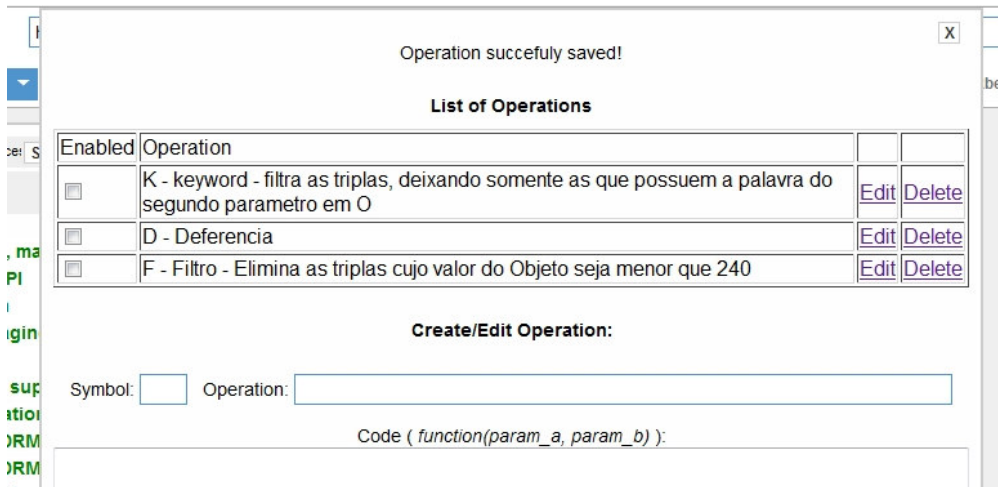 X
Operation succefuly saved!
List of Operations
Enabled Operation
K - keyword - filtra as triplas, deixando somente as que possuem a palavra do
segundo parametro em O
Edit Delete
D - Deferencia Edit Delete
F - Filtro - Elimina as triplas cujo valor do Objeto seja menor que 240 Edit Delete
Create/Edit Operation:
Symbol: Operation:
Code ( function(param_a, param_b) ):